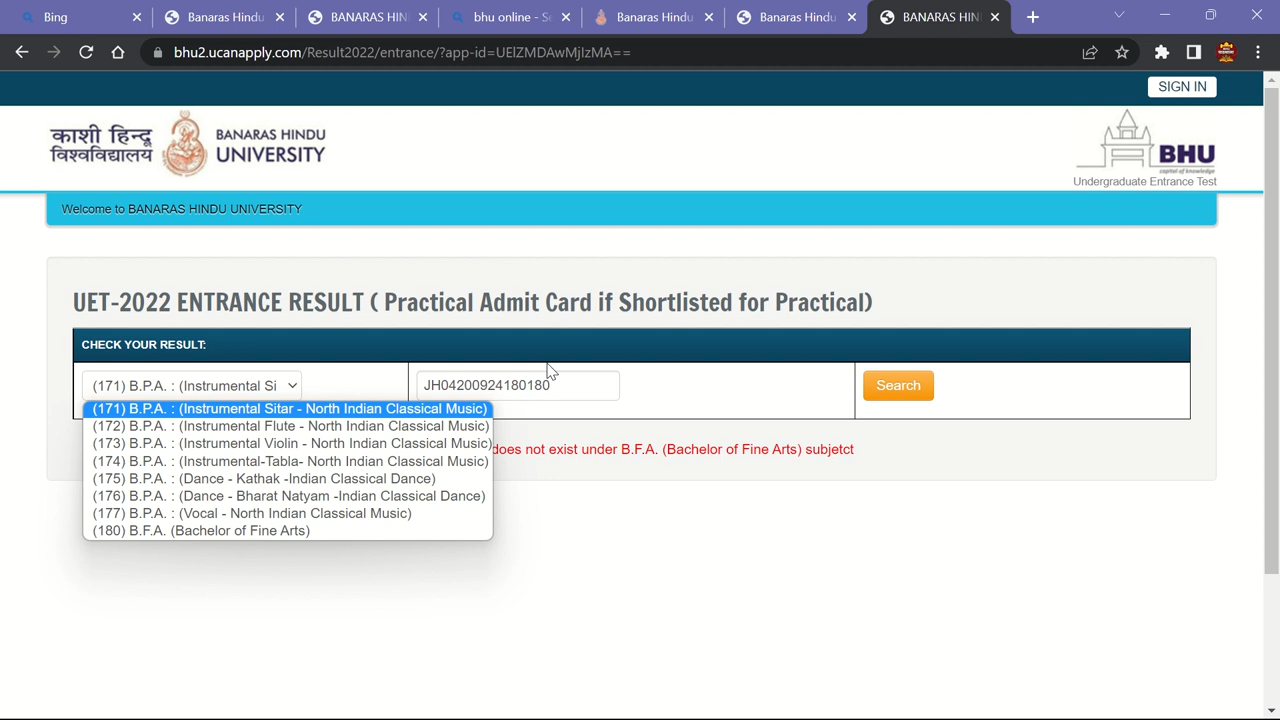 Bing
Banaras Hindu
BANARAS HIN
bhu online - Se
Banaras Hindu
Banaras Hindu
BANARAS HIN
bhu2.ucanapply.com/Result2022/entrance/?app-id=UElZMDAwMjIzMA==
SIGN IN
काशी हिन्दू
विश्वविद्यालय
BANARAS HINDU
UNIVERSITY
BHU
capital of knowledge
Undergraduate Entrance Test
Welcome to BANARAS HINDU UNIVERSITY
UET-2022 ENTRANCE RESULT ( Practical Admit Card if Shortlisted for Practical)
CHECK YOUR RESULT:
(171) B.P.A. : (Instrumental Si
JH04200924180180
Search
(171) B.P.A. : (Instrumental Sitar - North Indian Classical Music)
(172) B.P.A. : (Instrumental Flute - North Indian Classical Music)
(173) B.P.A. : (Instrumental Violin - North Indian Classical Music)
does not exist under B.F.A. (Bachelor of Fine Arts) subjetct
(174) B.P.A. : (Instrumental-Tabla- North Indian Classical Music)
(175) B.P.A. : (Dance - Kathak -Indian Classical Dance)
(176) B.P.A. : (Dance - Bharat Natyam -Indian Classical Dance)
(177) B.P.A. : (Vocal - North Indian Classical Music)
(180) B.F.A. (Bachelor of Fine Arts)